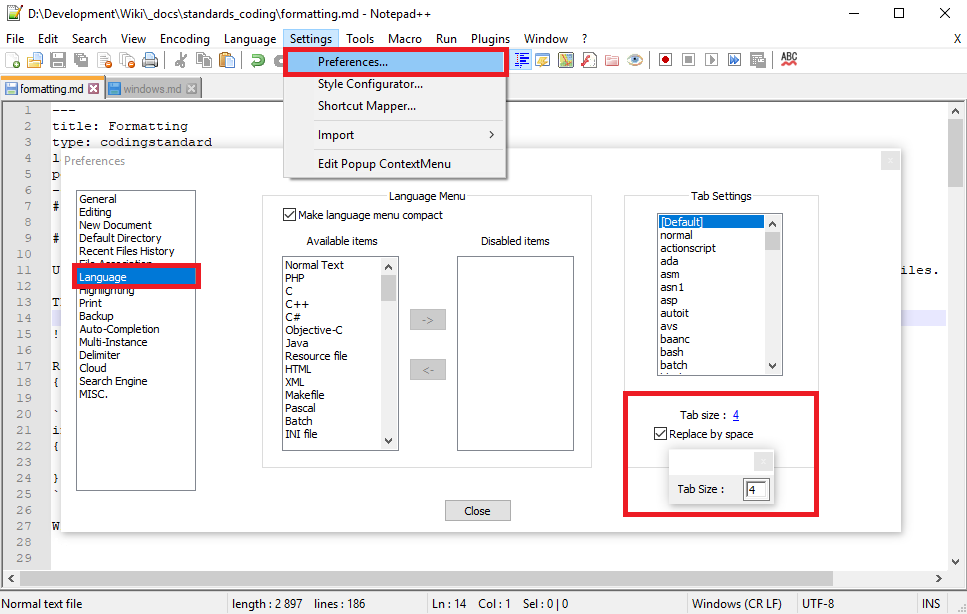 D:\Development\Wiki\_docs\standards_coding\formatting.md - Notepad++
File Edit Search View Encoding Language Settings Tools Macro Run Plugins Window ? X
ABC
formatting.md windows.md
Preferences...
Style Configurator...
Shortcut Mapper...
Import
Edit Popup ContextMenu
1 ---
2 title: Formatting
3 type: codingstandard
4 l
5 p
6 -
7 #
8
9 #
10
11 U iles.
12
13 T
14
15 !
16
17 R
18 {
19
20 `
21 i
22 {
23
24 }
25 `
26
27 W
28
29
Preferences
General
Editing
New Document
Default Directory
Recent Files History
File Association
Language
Highlighting
Print
Backup
Auto-Completion
Multi-Instance
Delimiter
Cloud
Search Engine
MISC.
Language Menu
Make language menu compact
Available items
Normal Text
PHP
C
C++
C#
Objective-C
Java
Resource file
HTML
XML
Makefile
Pascal
Batch
INI file
->
<-
Disabled items
Tab Settings
[Default]
normal
actionscript
ada
asm
asn1
asp
autoit
avs
baanc
bash
batch
Tab size : 4
Replace by space
Tab Size : 4
Close
Normal text file length : 2 897 lines : 186 Ln : 14 Col : 1 Sel : 0 | 0 Windows (CR LF) UTF-8 INS